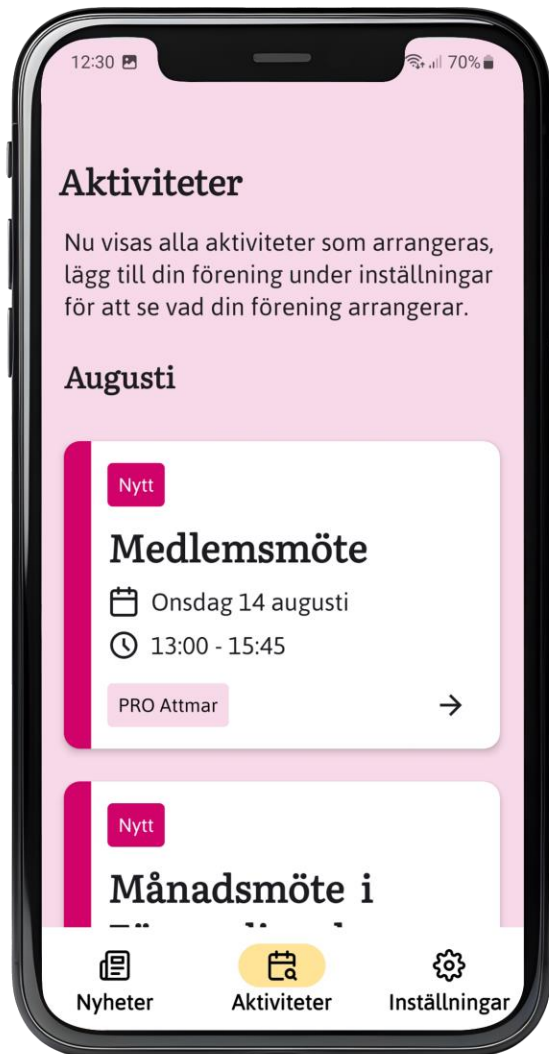 12:30 70%
Aktiviteter
Nu visas alla aktiviteter som arrangeras,
lägg till din förening under inställningar
för att se vad din förening arrangerar.
Augusti
Nytt
Medlemsmöte
Onsdag 14 augusti
13:00 - 15:45
PRO Attmar
Nytt
Månadsmöte i
Nyheter Aktiviteter Inställningar